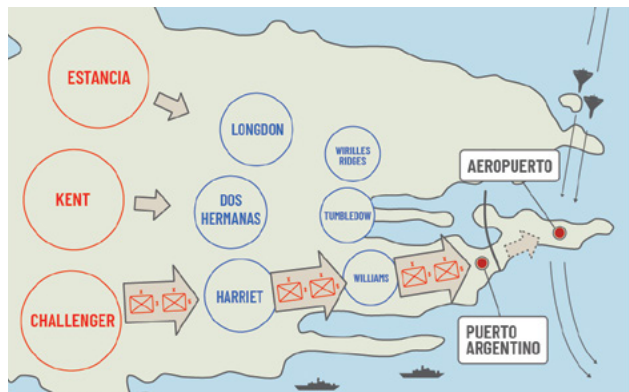 ESTANCIA
LONGDON
WIRILLES
RIDGES
AEROPUERTO
KENT
DOS
HERMANAS
TUMBLEDOW
CHALLENGER
HARRIET
WILLIAMS
PUERTO
ARGENTINO